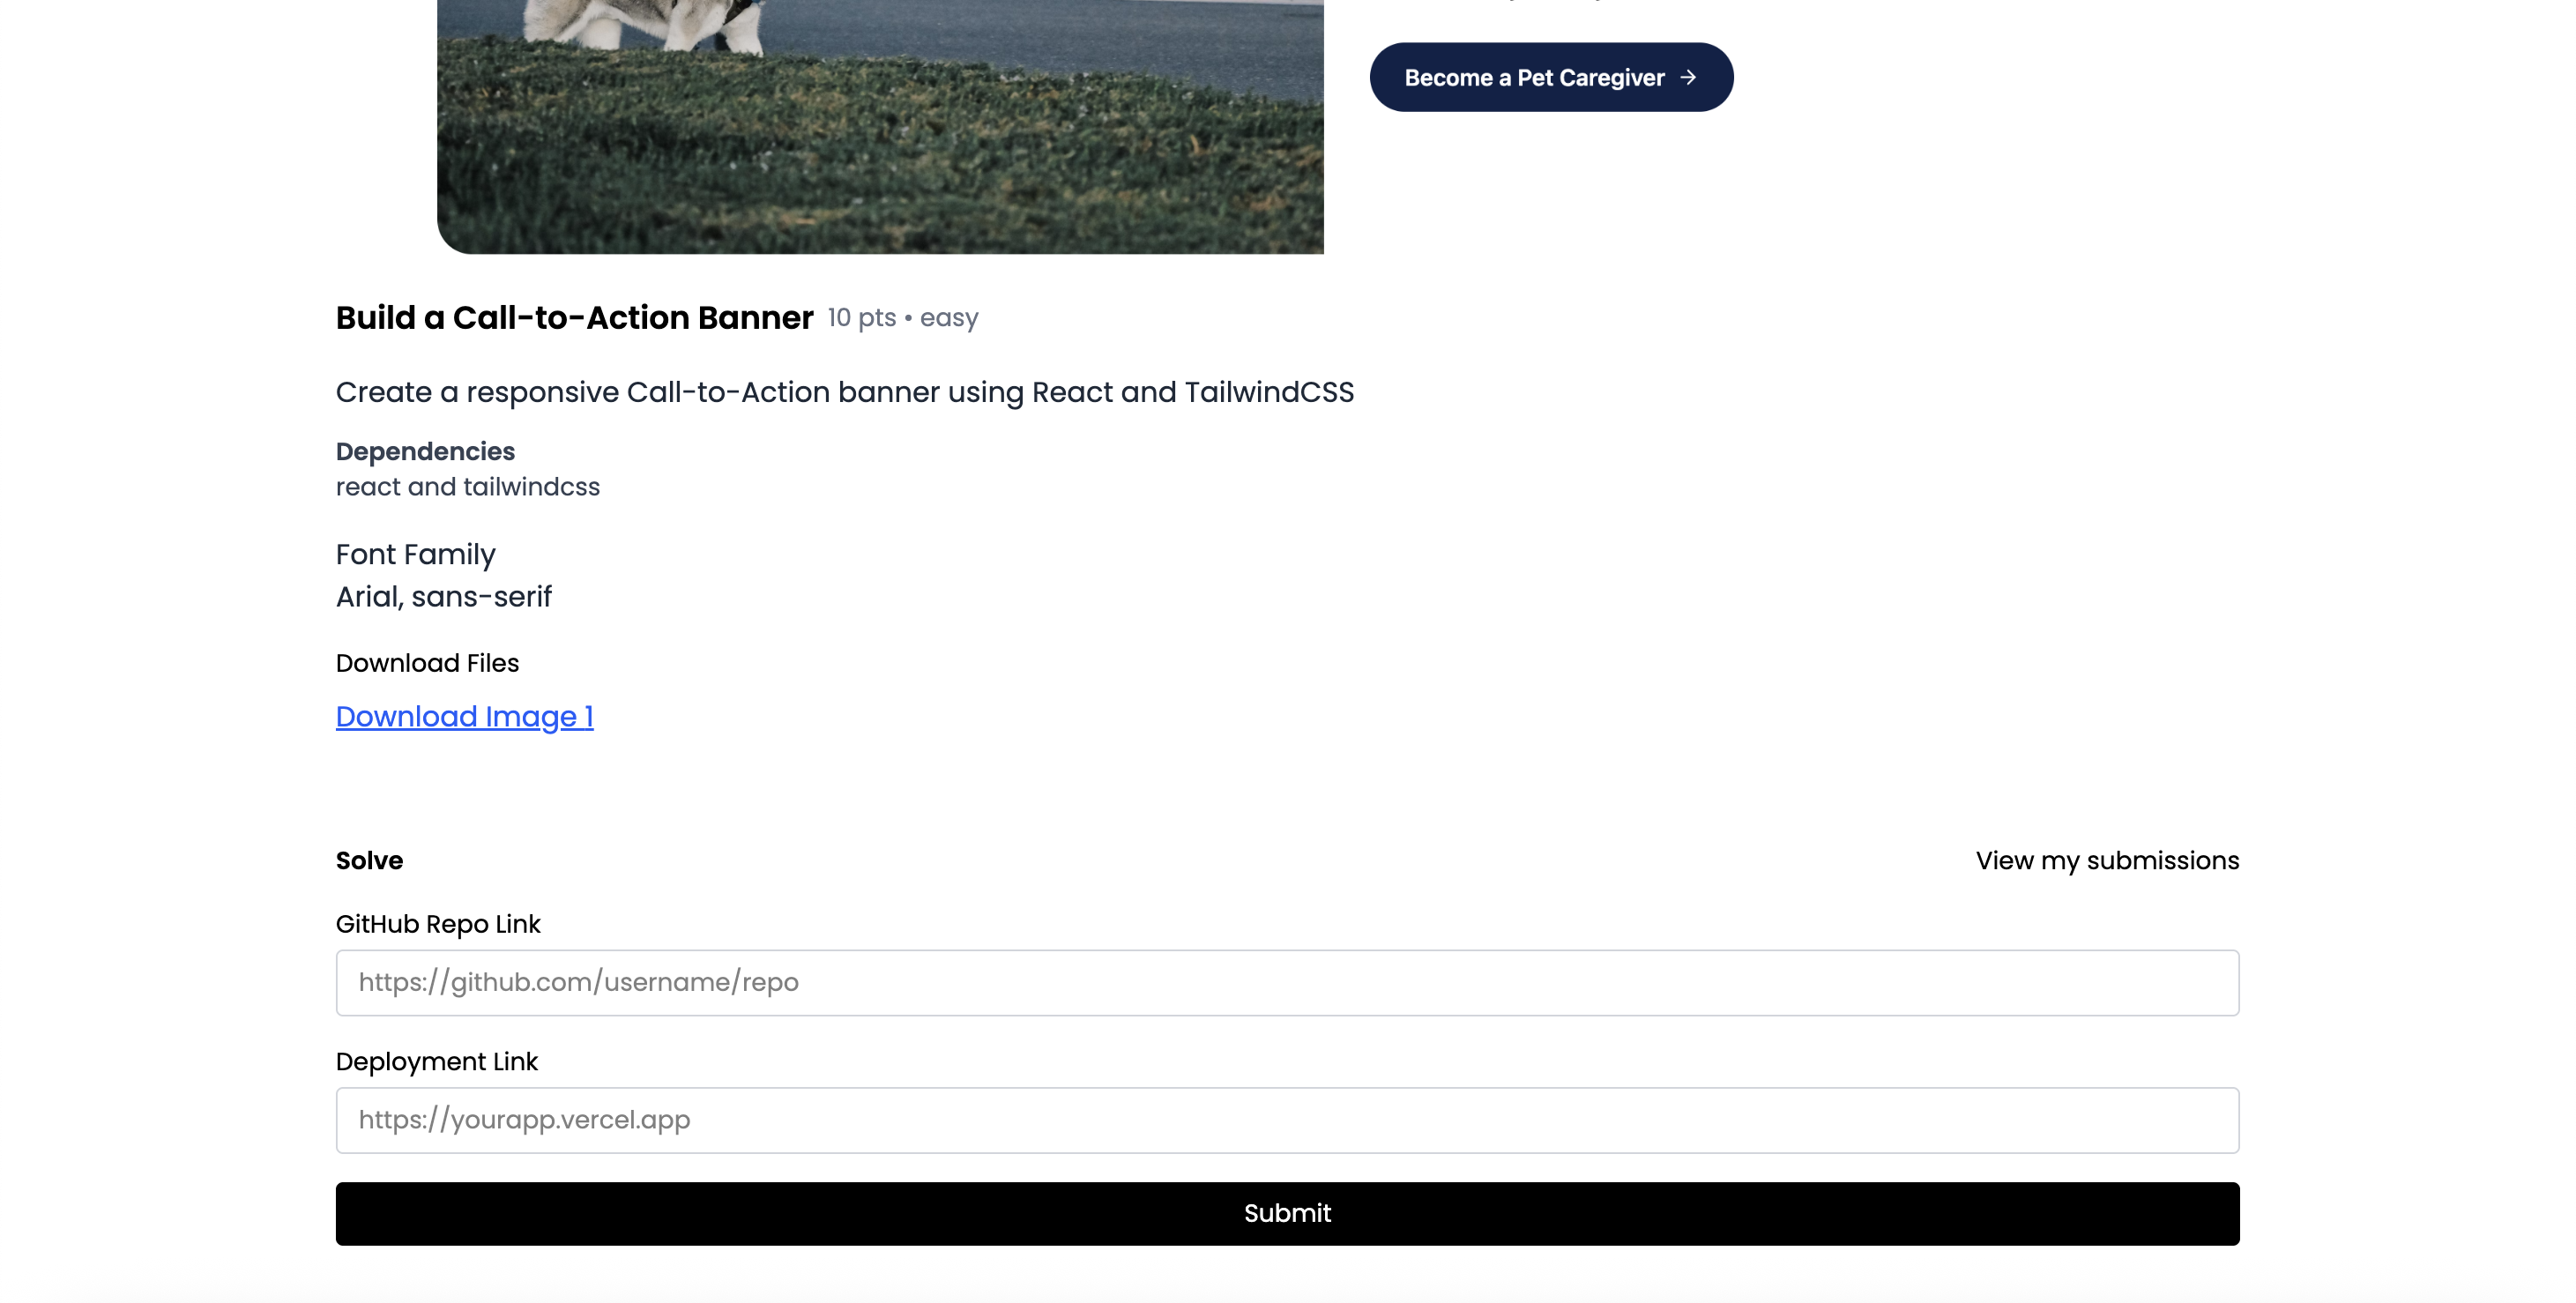 Become a Pet Caregiver →
Build a Call-to-Action Banner 10 pts • easy
Create a responsive Call-to-Action banner using React and TailwindCSS
Dependencies
react and tailwindcss
Font Family
Arial, sans-serif
Download Files
Download Image 1
Solve View my submissions
GitHub Repo Link
https://github.com/username/repo
Deployment Link
https://yourapp.vercel.app
Submit